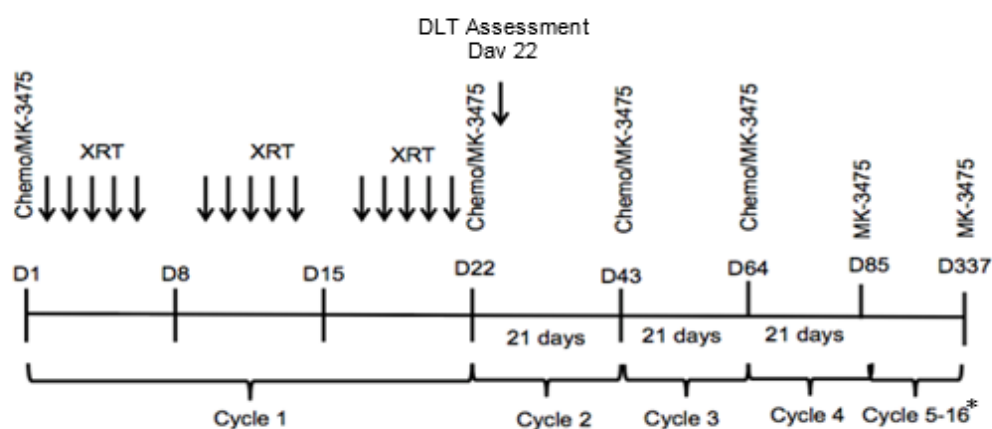 DLT Assessment
Dav 22
Chemo/MK-3475
XRT
XRT
XRT
Chemo/MK-3475
Chemo/MK-3475
Chemo/MK-3475
MK-3475
MK-3475
D1
D8
D15
D22
D43
D64
D85
D337
21 days
21 days
21 days
Cycle 1
Cycle 2
Cycle 3
Cycle 4
Cycle 5-16*